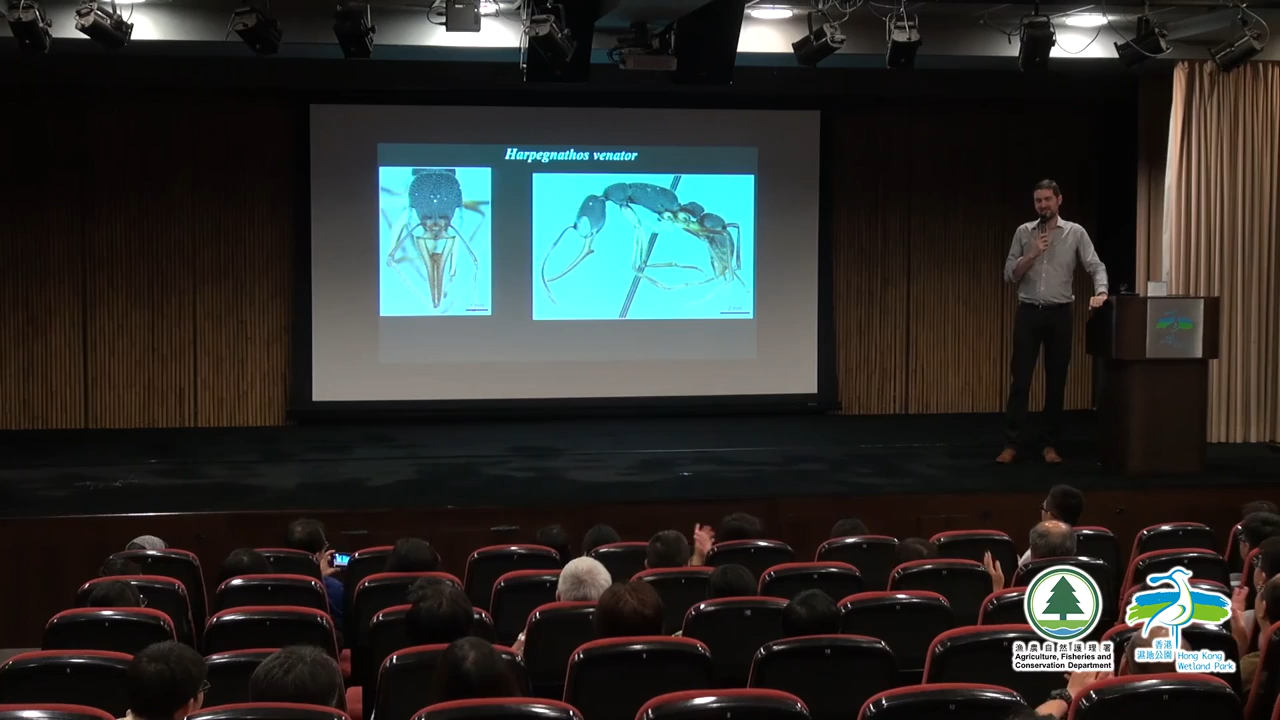 Harpegnathos venator
漁農自然護理署
Agriculture, Fisheries and
Conservation Department
香港
濕地公園
Hong Kong
Wetland Park